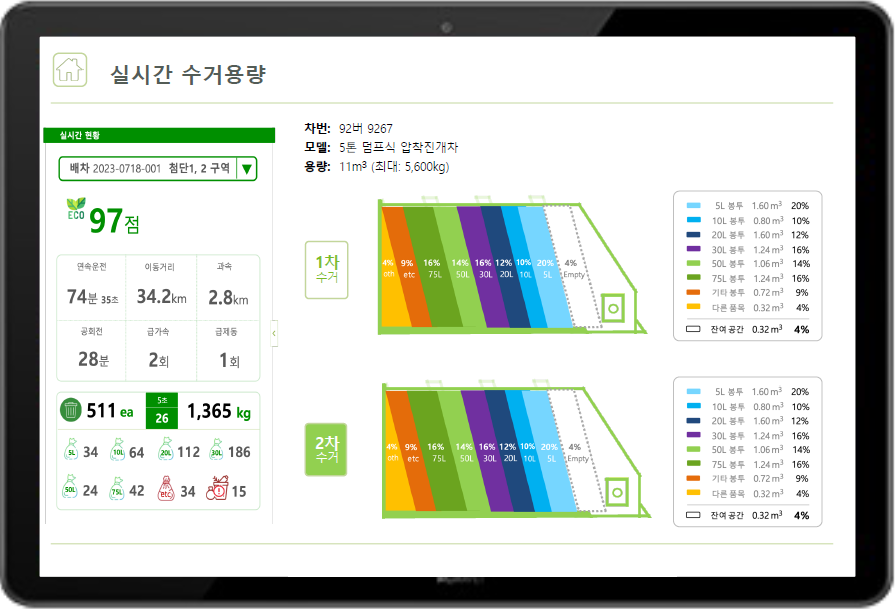 실시간 수거용량
실시간 현황
배차 2023-0718-001 첨단1, 2 구역
ECO 97점
연속운전 이동거리 과속
74분 35초 34.2km 2.8km
공회전 급가속 급제동
28분 2회 1회
511 ea 5조 26 1,365 kg
5L 34 10L 64 20L 112 30L 186
50L 24 75L 42 etc 34 15
차번: 92버 9267
모델: 5톤 덤프식 압착진개차
용량: 11m³ (최대: 5,600kg)
1차
수거
4% 9% 16% 14% 16% 12% 10% 20% 4%
oth etc 75L 50L 30L 20L 10L 5L Empty
5L 봉투 1.60 m³ 20%
10L 봉투 0.80 m³ 10%
20L 봉투 1.60 m³ 12%
30L 봉투 1.24 m³ 16%
50L 봉투 1.06 m³ 14%
75L 봉투 1.24 m³ 16%
기타 봉투 0.72 m³ 9%
다른 품목 0.32 m³ 4%
잔여 공간 0.32 m³ 4%
2차
수거
4% 9% 16% 14% 16% 12% 10% 20% 4%
oth etc 75L 50L 30L 20L 10L 5L Empty
5L 봉투 1.60 m³ 20%
10L 봉투 0.80 m³ 10%
20L 봉투 1.60 m³ 12%
30L 봉투 1.24 m³ 16%
50L 봉투 1.06 m³ 14%
75L 봉투 1.24 m³ 16%
기타 봉투 0.72 m³ 9%
다른 품목 0.32 m³ 4%
잔여 공간 0.32 m³ 4%